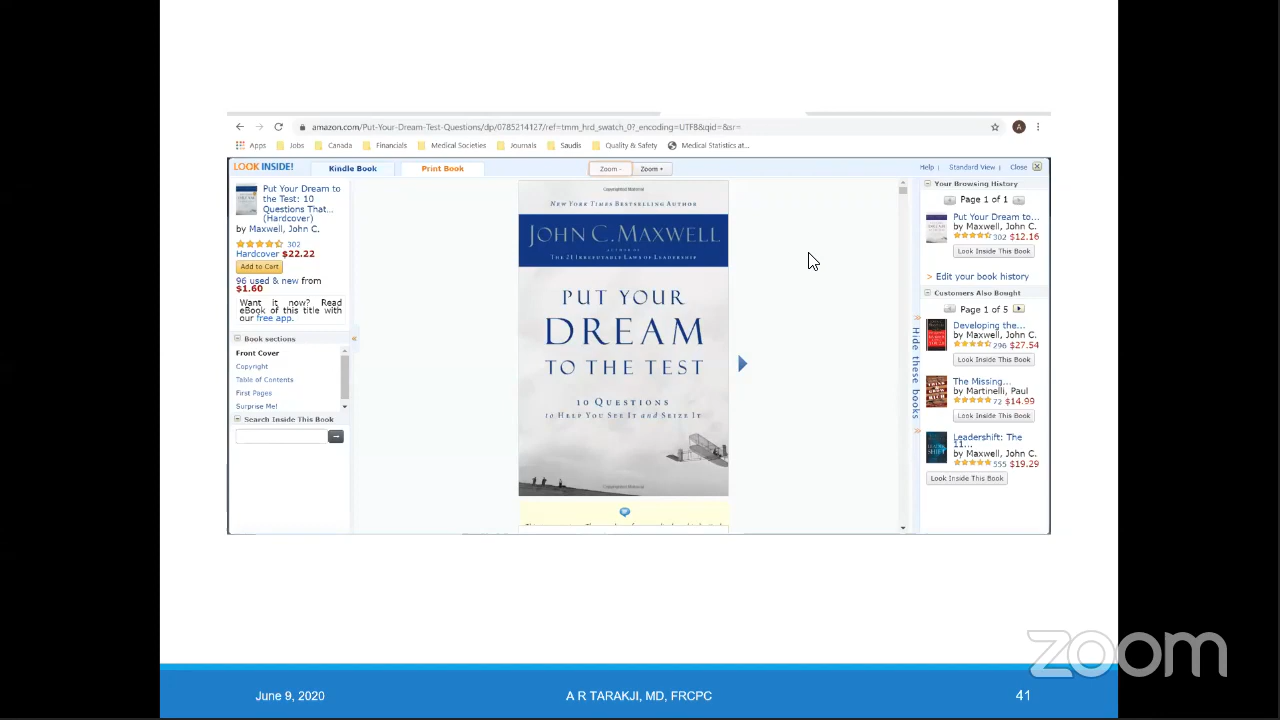 amazon.com/Put-Your-Dream-Test-Questions/dp/0785214127/ref=tmm_hrd_swatch_0?_encoding=UTF8&qid=&sr=
A
Apps Jobs Canada Financials Medical Societies Journals Saudis Quality & Safety Medical Statistics at...
LOOK INSIDE! Kindle Book Print Book Zoom - Zoom + Help | Standard View | Close
Put Your Dream to
the Test: 10
Questions That...
(Hardcover)
by Maxwell, John C.
302
Hardcover $22.22
Add to Cart
96 used & new from
$1.60
Want it now? Read
eBook of this title with
our free app.
Book sections
Front Cover
Copyright
Table of Contents
First Pages
Surprise Me!
Search Inside This Book
Copyrighted Material
NEW YORK TIMES BESTSELLING AUTHOR
JOHN C. MAXWELL
AUTHOR OF
THE 21 IRREFUTABLE LAWS OF LEADERSHIP
PUT YOUR
DREAM
TO THE TEST
10 QUESTIONS
to HELP YOU SEE IT and SEIZE IT
Copyrighted Material
Your Browsing History
Page 1 of 1
Put Your Dream to...
by Maxwell, John C.
302 $12.16
Look Inside This Book
> Edit your book history
Customers Also Bought
Page 1 of 5
Developing the...
by Maxwell, John C.
296 $27.54
Look Inside This Book
The Missing...
by Martinelli, Paul
72 $14.99
Look Inside This Book
Leadershift: The
11...
by Maxwell, John C.
555 $19.29
Look Inside This Book
Hide these books
zoom
June 9, 2020 A R TARAKJI, MD, FRCPC 41